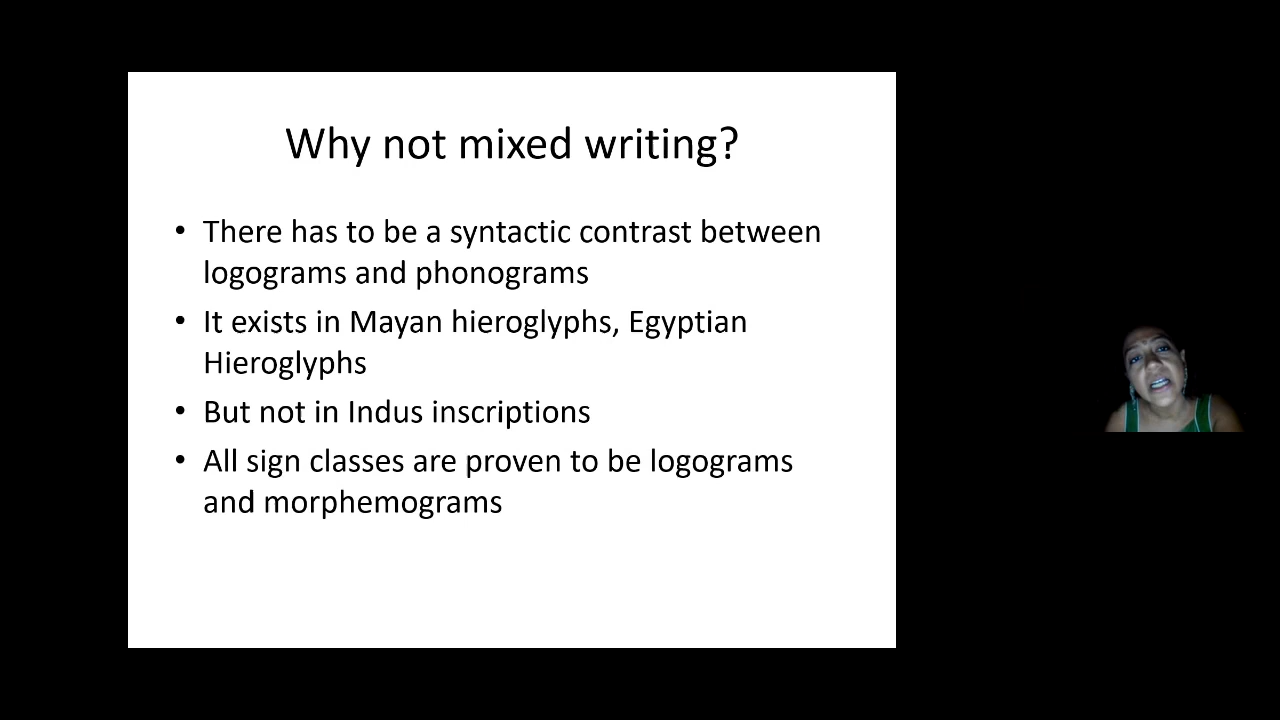 Why not mixed writing?
• There has to be a syntactic contrast between
logograms and phonograms
• It exists in Mayan hieroglyphs, Egyptian
Hieroglyphs
• But not in Indus inscriptions
• All sign classes are proven to be logograms
and morphemograms